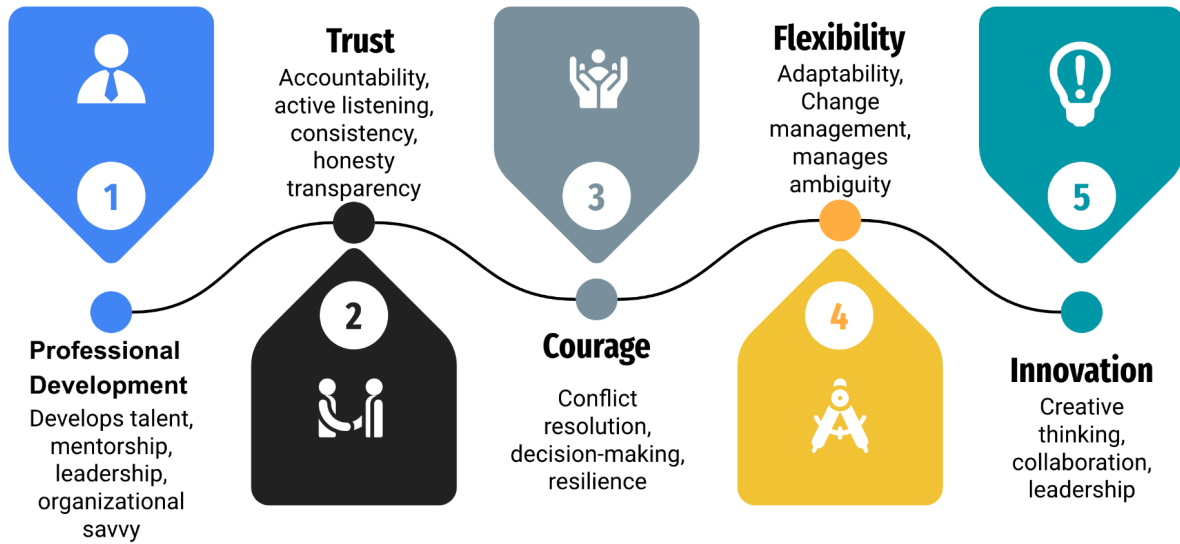 1
Professional
Development
Develops talent,
mentorship,
leadership,
organizational
savvy
Trust
Accountability,
active listening,
consistency,
honesty
transparency
2
3
Courage
Conflict
resolution,
decision-making,
resilience
Flexibility
Adaptability,
Change
management,
manages
ambiguity
4
5
Innovation
Creative
thinking,
collaboration,
leadership